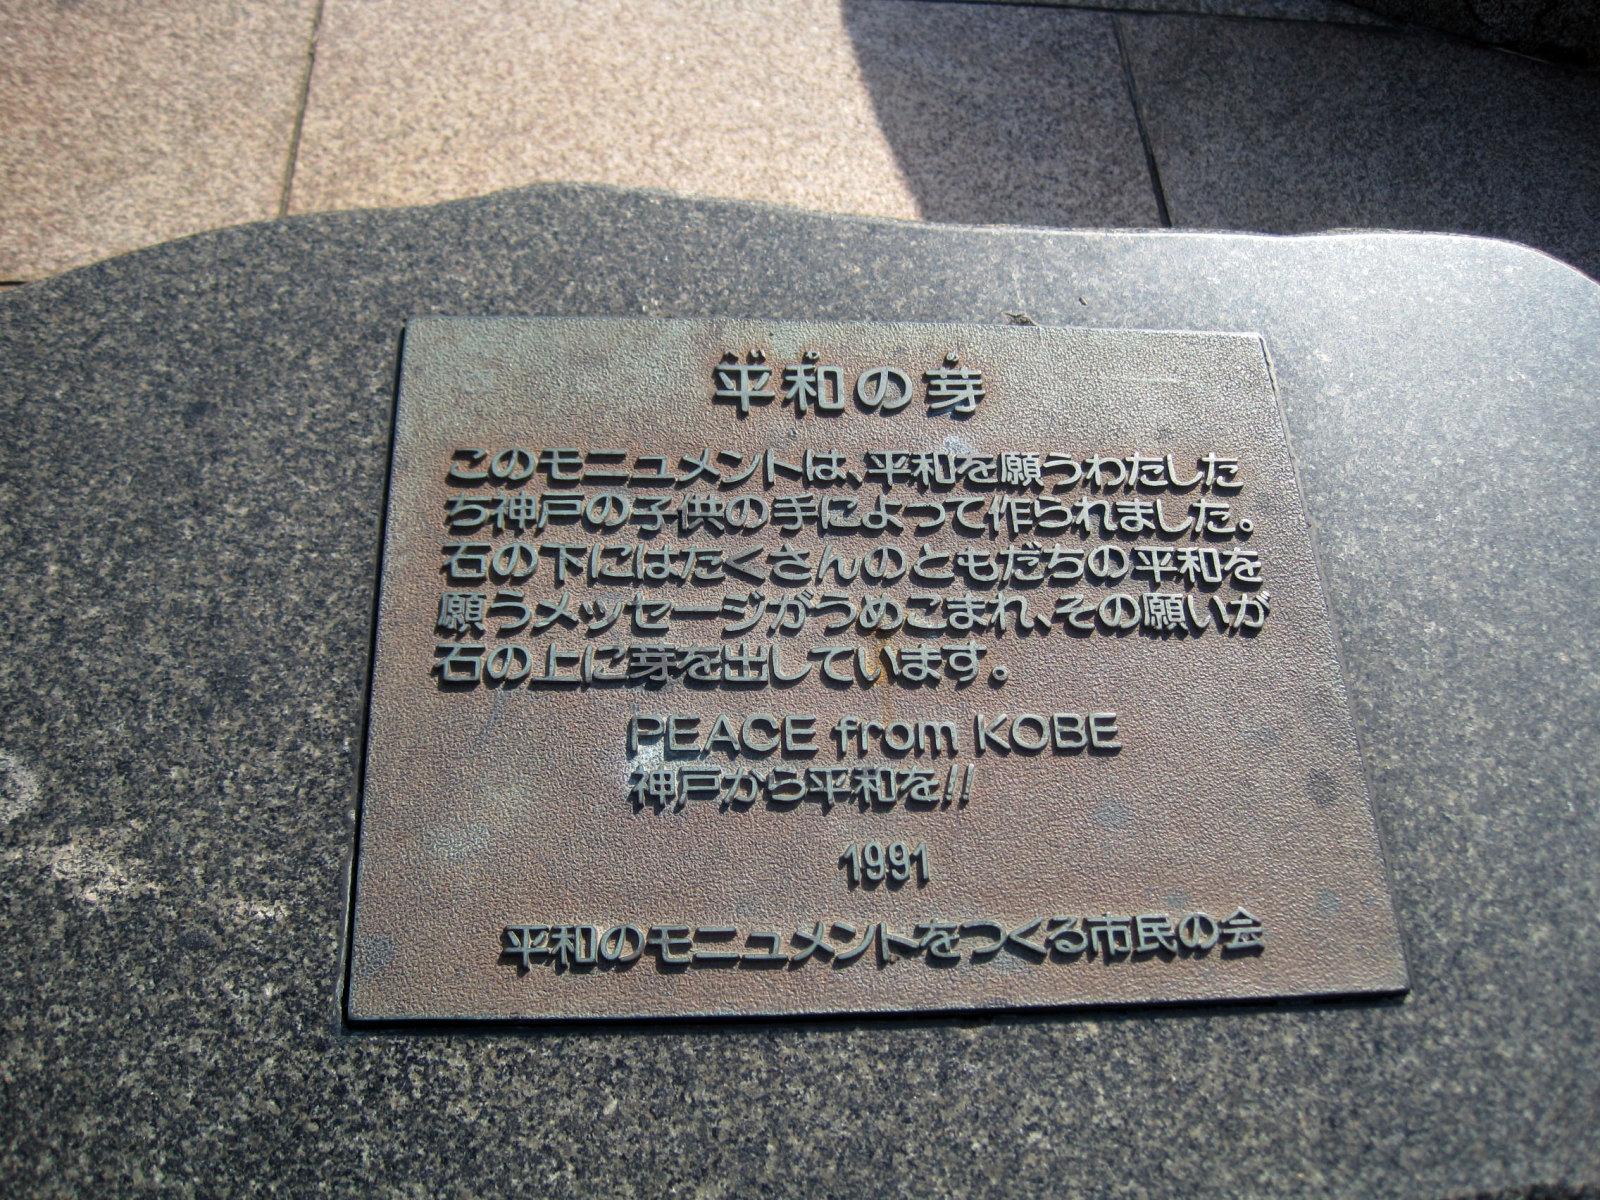 平和の芽
このモニュメントは、平和を願うわたした
ち神戸の子供の手によって作られました。
石の下にはたくさんのともだちの平和を
願うメッセージがうめこまれ、その願いが
石の上に芽を出しています。
PEACE from KOBE
神戸から平和を!!
1991
平和のモニュメントをつくる市民の会